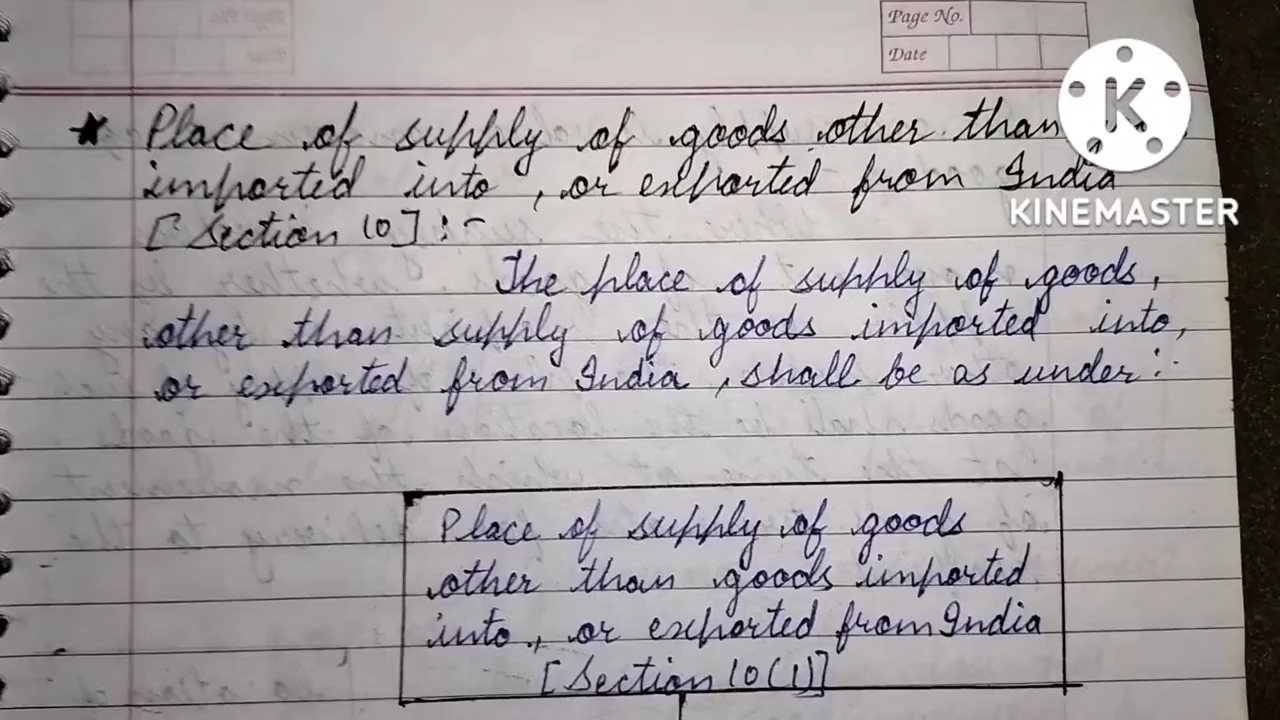 Page No.
Date
★ Place of supply of goods other than
imported into, or exported from India
[Section 10] :-
The place of supply of goods,
other than supply of goods imported into,
or exported from India, shall be as under :-
Place of supply of goods
other than goods imported
into, or exported from India
[Section 10(1)]
K
KINEMASTER